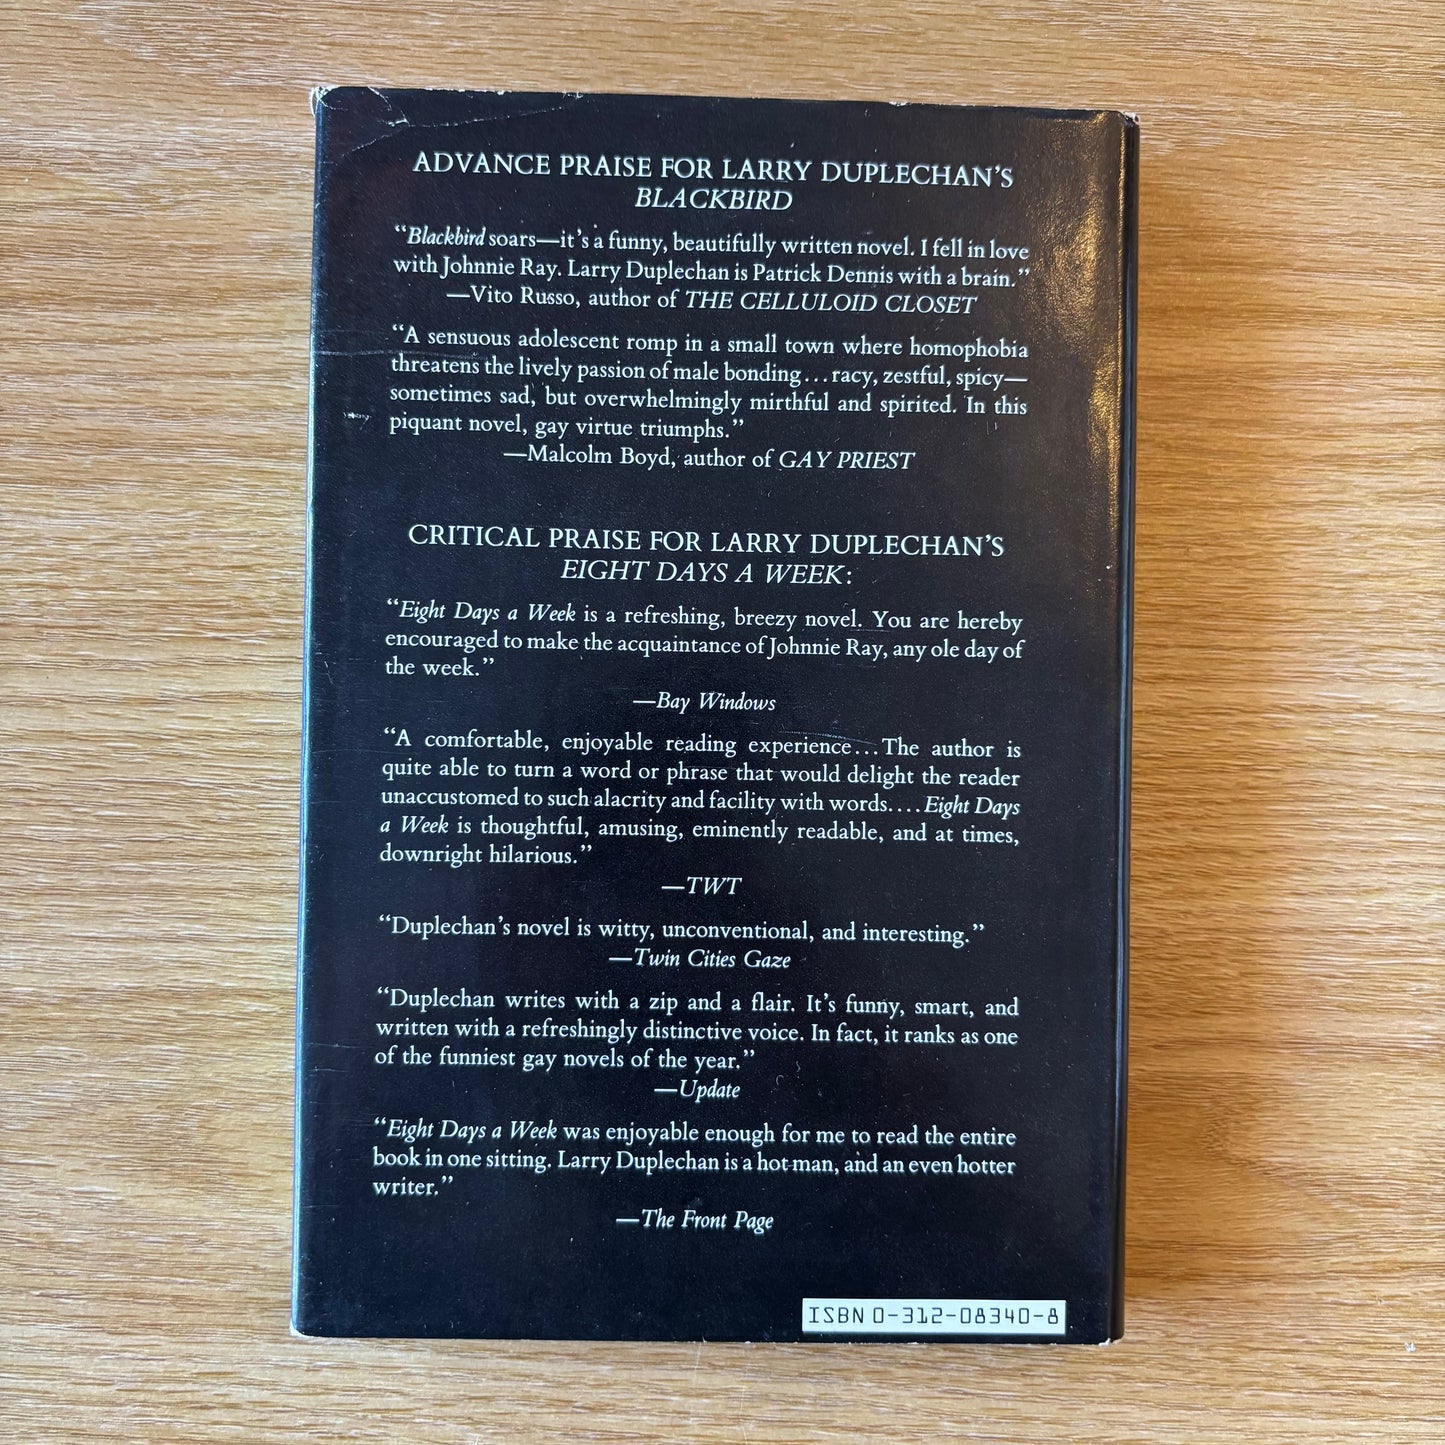 ADVANCE PRAISE FOR LARRY DUPLECHAN'S
BLACKBIRD
“Blackbird soars—it's a funny, beautifully written novel. I fell in love
with Johnnie Ray. Larry Duplechan is Patrick Dennis with a brain.”
—Vito Russo, author of THE CELLULOID CLOSET
“A sensuous adolescent romp in a small town where homophobia
threatens the lively passion of male bonding...racy, zestful, spicy—
sometimes sad, but overwhelmingly mirthful and spirited. In this
piquant novel, gay virtue triumphs.”
—Malcolm Boyd, author of GAY PRIEST
CRITICAL PRAISE FOR LARRY DUPLECHAN'S
EIGHT DAYS A WEEK:
“Eight Days a Week is a refreshing, breezy novel. You are hereby
encouraged to make the acquaintance of Johnnie Ray, any ole day of
the week.”
—Bay Windows
“A comfortable, enjoyable reading experience...The author is
quite able to turn a word or phrase that would delight the reader
unaccustomed to such alacrity and facility with words....Eight Days
a Week is thoughtful, amusing, eminently readable, and at times,
downright hilarious.”
—TWT
“Duplechan's novel is witty, unconventional, and interesting.”
—Twin Cities Gaze
“Duplechan writes with a zip and a flair. It's funny, smart, and
written with a refreshingly distinctive voice. In fact, it ranks as one
of the funniest gay novels of the year.”
—Update
“Eight Days a Week was enjoyable enough for me to read the entire
book in one sitting. Larry Duplechan is a hot man, and an even hotter
writer.”
—The Front Page
ISBN 0-312-08340-8